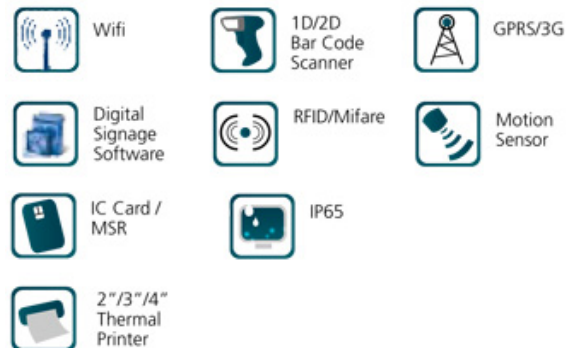 Wifi
1D/2D
Bar Code
Scanner
GPRS/3G
Digital
Signage
Software
RFID/Mifare
Motion
Sensor
IC Card /
MSR
IP65
2"/3"/4"
Thermal
Printer